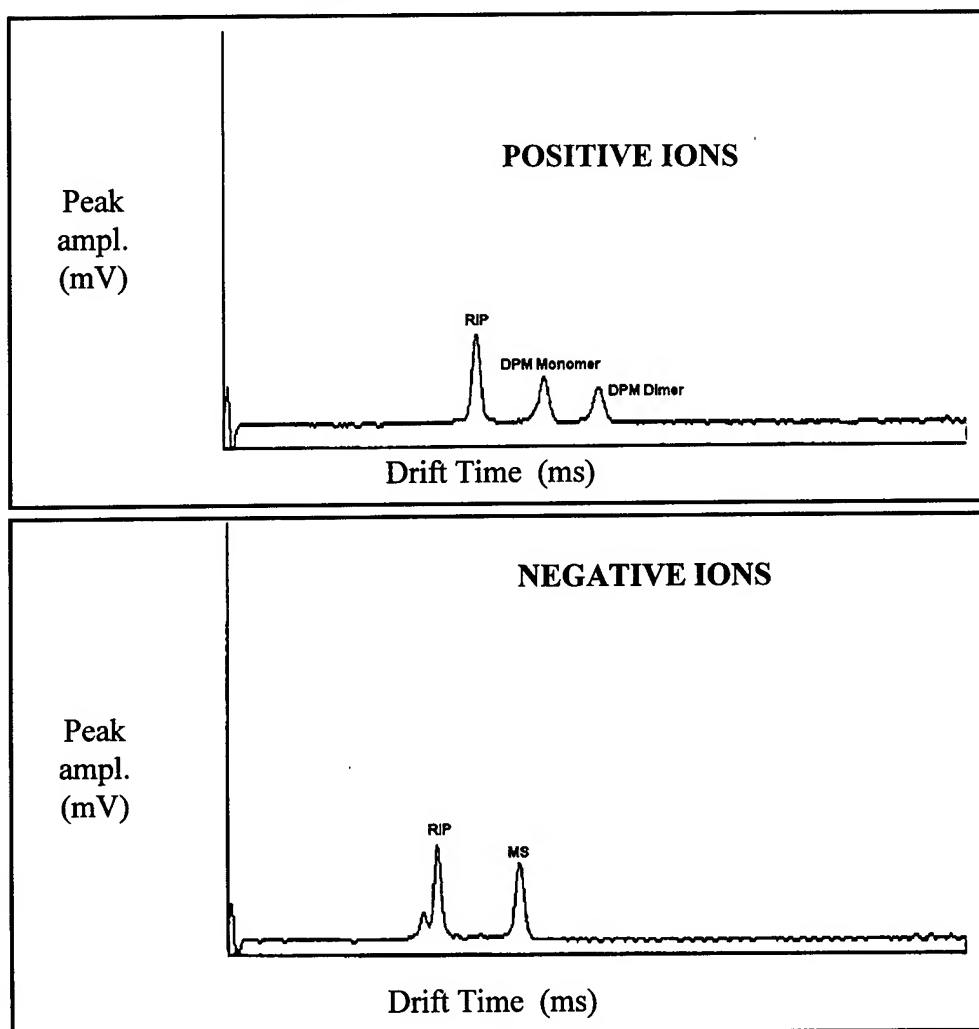 POSITIVE IONS
Peak
ampl.
(mV)
RIP
DPM Monomer
DPM Dimer
Drift Time (ms)
NEGATIVE IONS
Peak
ampl.
(mV)
RIP
MS
Drift Time (ms)